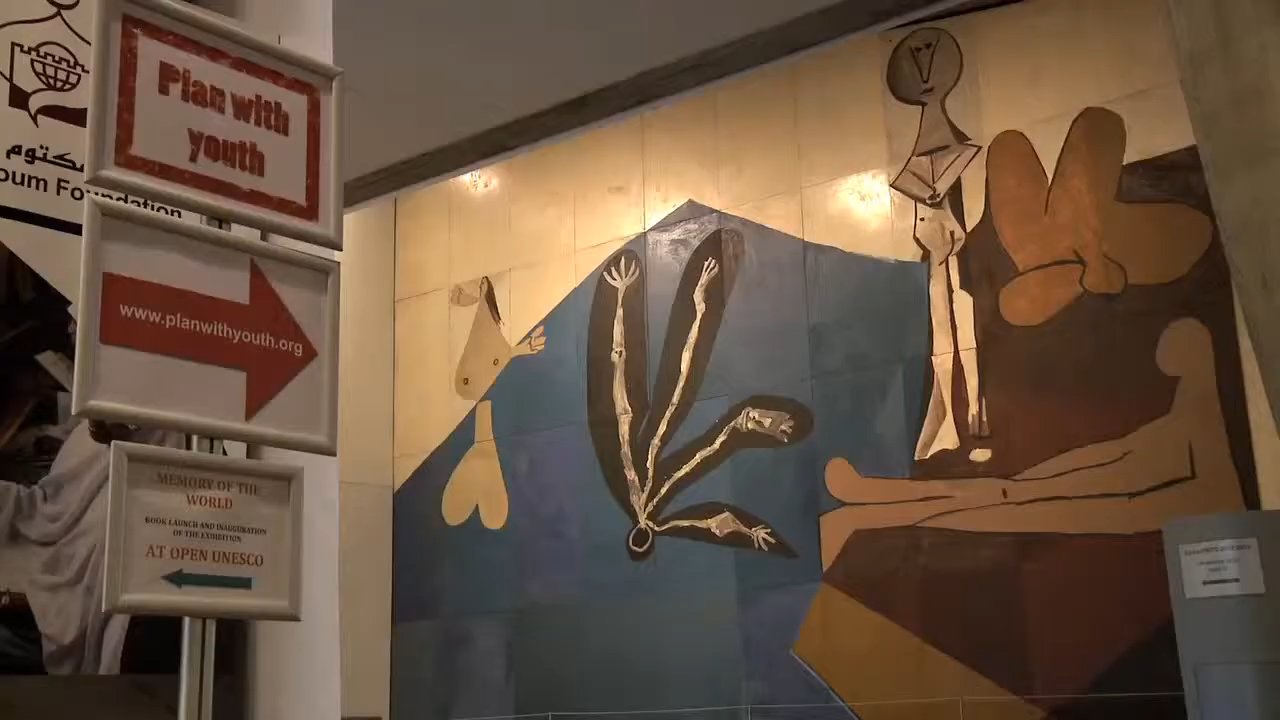 كتوم
oum Foundation
Plan with
youth
www.planwithyouth.org
MEMORY OF THE
WORLD
BOOK LAUNCH AND INAUGURATION
OF THE EXHIBITION
AT OPEN UNESCO